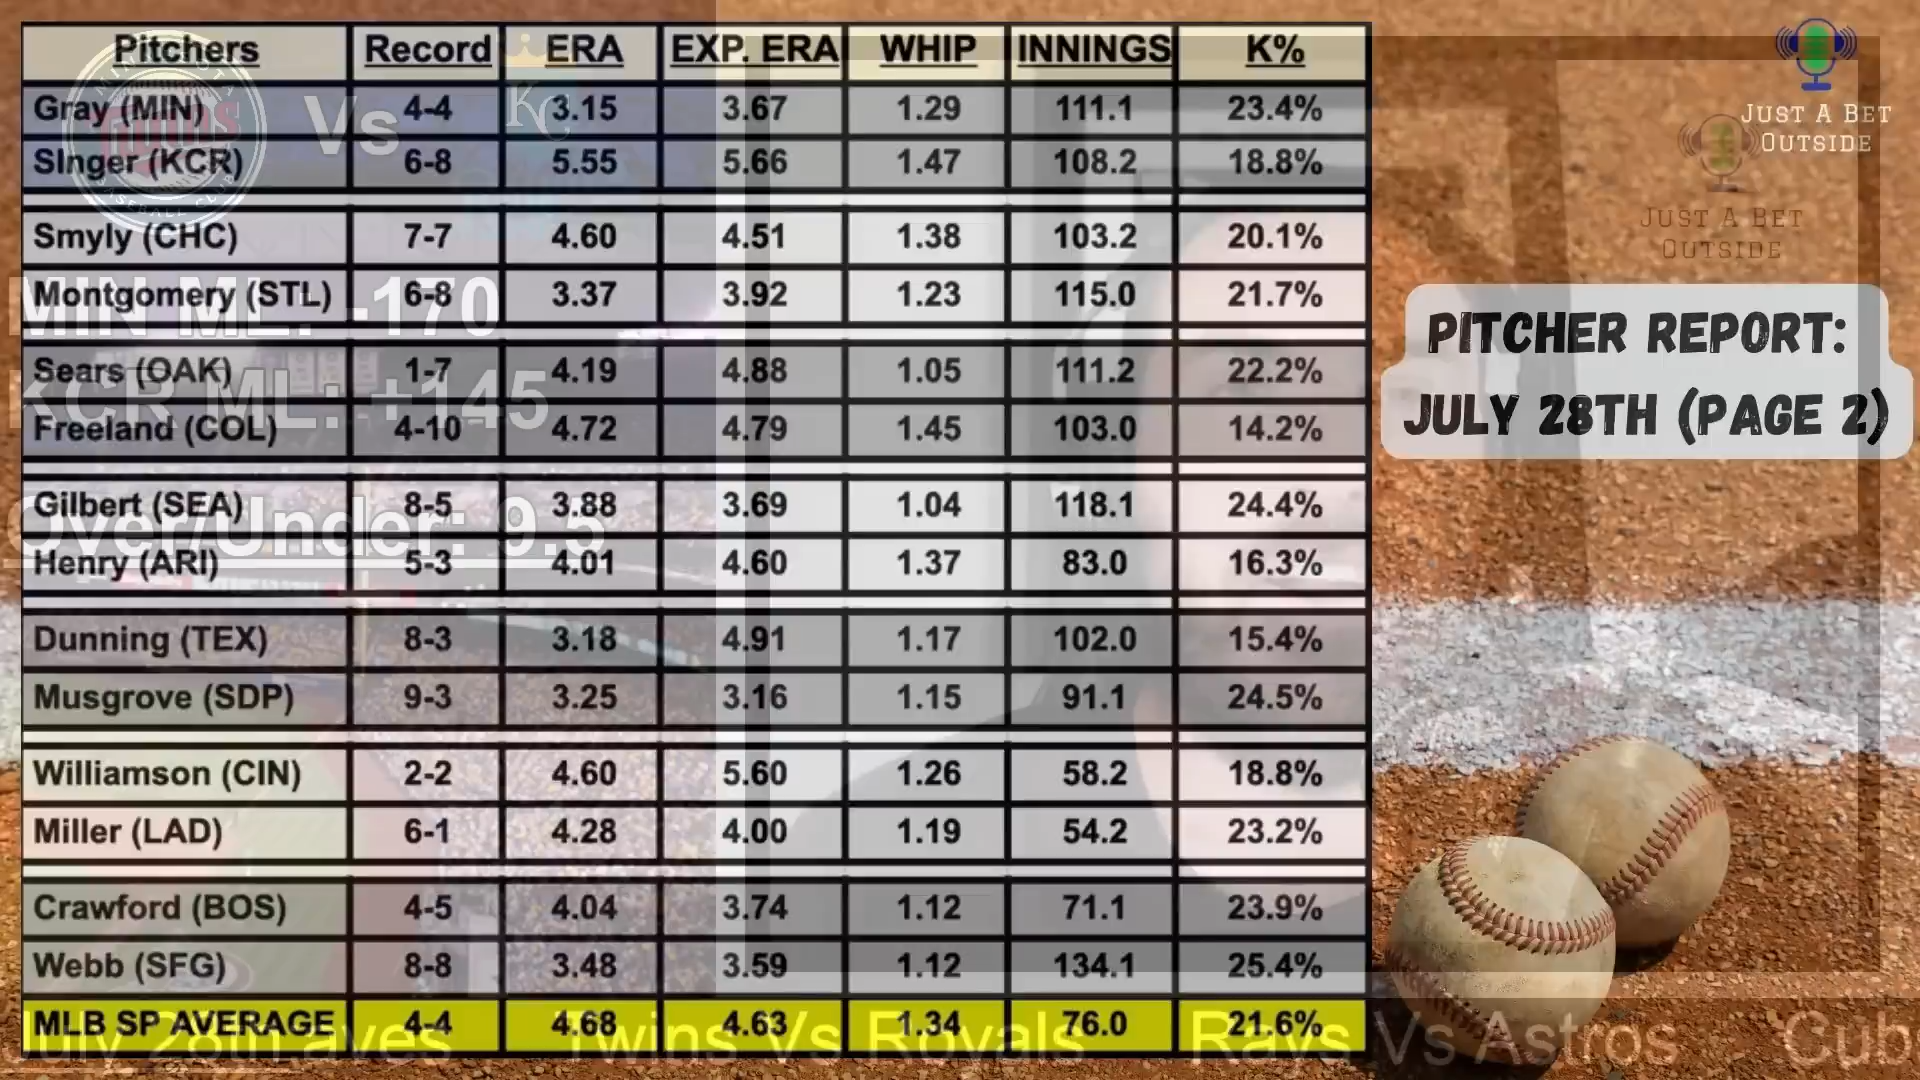 Pitchers Record ERA EXP. ERA WHIP INNINGS K%
Gray (MIN) 4-4 3.15 3.67 1.29 111.1 23.4%
SInger (KCR) 6-8 5.55 5.66 1.47 108.2 18.8%
Smyly (CHC) 7-7 4.60 4.51 1.38 103.2 20.1%
Montgomery (STL) 6-8 3.37 3.92 1.23 115.0 21.7%
Sears (OAK) 1-7 4.19 4.88 1.05 111.2 22.2%
Freeland (COL) 4-10 4.72 4.79 1.45 103.0 14.2%
Gilbert (SEA) 8-5 3.88 3.69 1.04 118.1 24.4%
Henry (ARI) 5-3 4.01 4.60 1.37 83.0 16.3%
Dunning (TEX) 8-3 3.18 4.91 1.17 102.0 15.4%
Musgrove (SDP) 9-3 3.25 3.16 1.15 91.1 24.5%
Williamson (CIN) 2-2 4.60 5.60 1.26 58.2 18.8%
Miller (LAD) 6-1 4.28 4.00 1.19 54.2 23.2%
Crawford (BOS) 4-5 4.04 3.74 1.12 71.1 23.9%
Webb (SFG) 8-8 3.48 3.59 1.12 134.1 25.4%
MLB SP AVERAGE 4-4 4.68 4.63 1.34 76.0 21.6%
JUST A BET
OUTSIDE
JUST A BET
OUTSIDE
PITCHER REPORT:
JULY 28TH (PAGE 2)
MINNESOTA
TWINS
BASEBALL CLUB
Vs
KC
MIN ML: -170
KCR ML: +145
Over/Under: 9.5
July 28th aves Twins Vs Royals Rays Vs Astros Cub